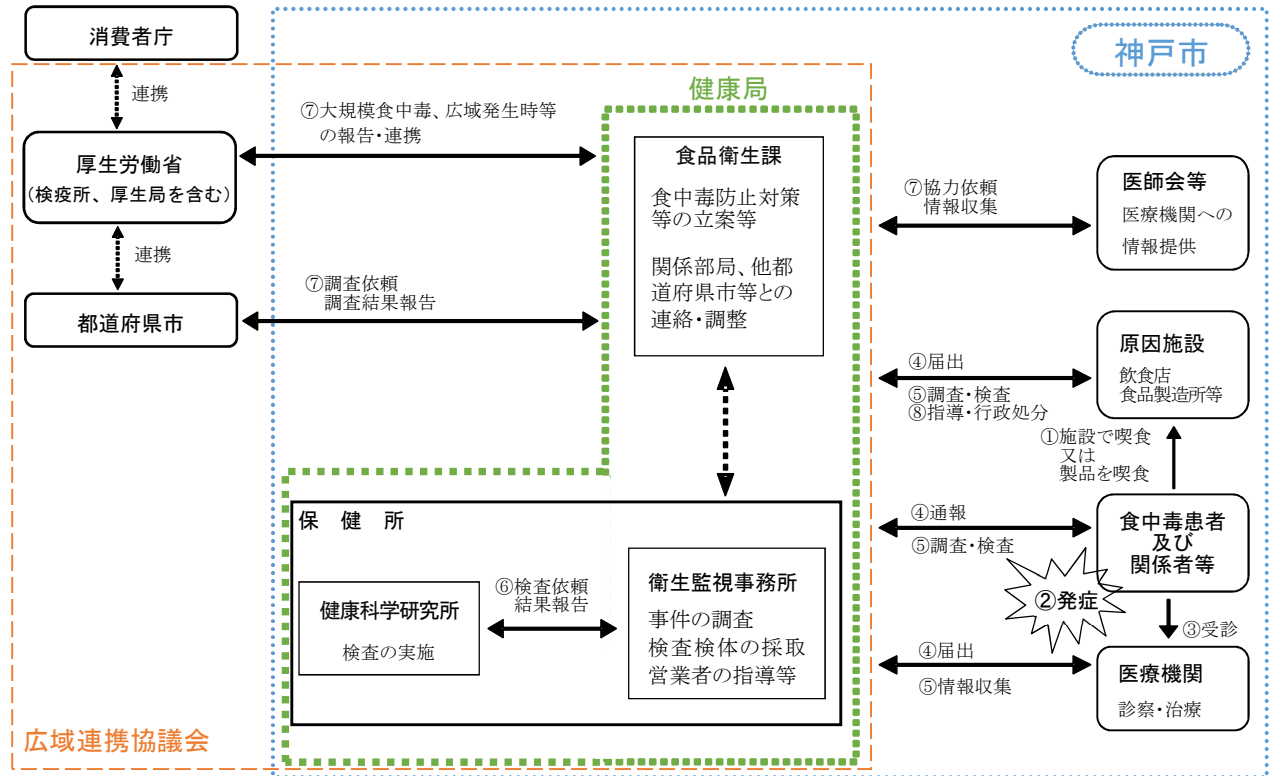 消費者庁
神戸市
連携
健康局
⑦大規模食中毒、広域発生時等
の報告・連携
厚生労働省
(検疫所、厚生局を含む)
食品衛生課
食中毒防止対策
等の立案等
関係部局、他都
道府県市等との
連絡・調整
⑦協力依頼
情報収集
医師会等
医療機関への
情報提供
連携
⑦調査依頼
調査結果報告
都道府県市
④届出
⑤調査・検査
⑧指導・行政処分
原因施設
飲食店
食品製造所等
①施設で喫食
又は
製品を喫食
保健所
④通報
⑤調査・検査
食中毒患者
及び
関係者等
②発症
健康科学研究所
検査の実施
⑥検査依頼
結果報告
衛生監視事務所
事件の調査
検査検体の採取
営業者の指導等
③受診
④届出
⑤情報収集
医療機関
診察・治療
広域連携協議会